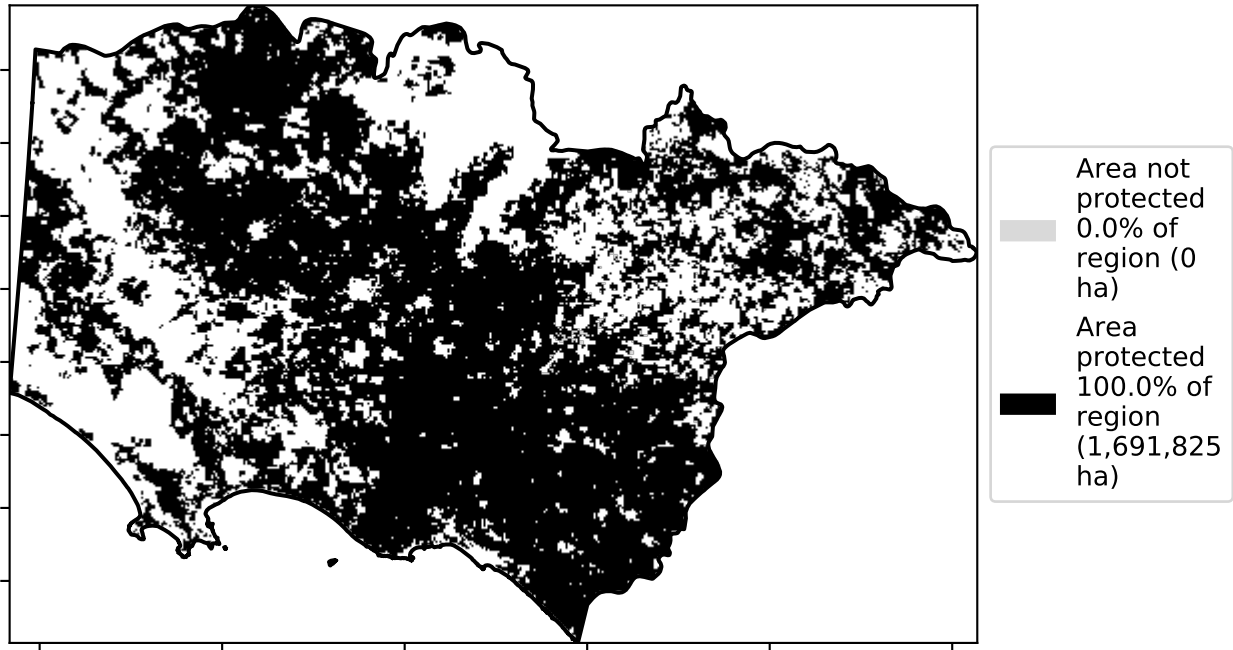 Area not
protected
0.0% of
region (0
ha)
Area
protected
100.0% of
region
(1,691,825
ha)